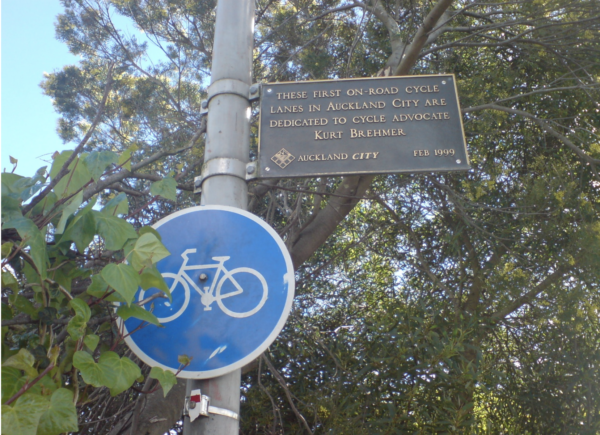 THESE FIRST ON-ROAD CYCLE
LANES IN AUCKLAND CITY ARE
DEDICATED TO CYCLE ADVOCATE
KURT BREHMER
AUCKLAND CITY FEB 1999